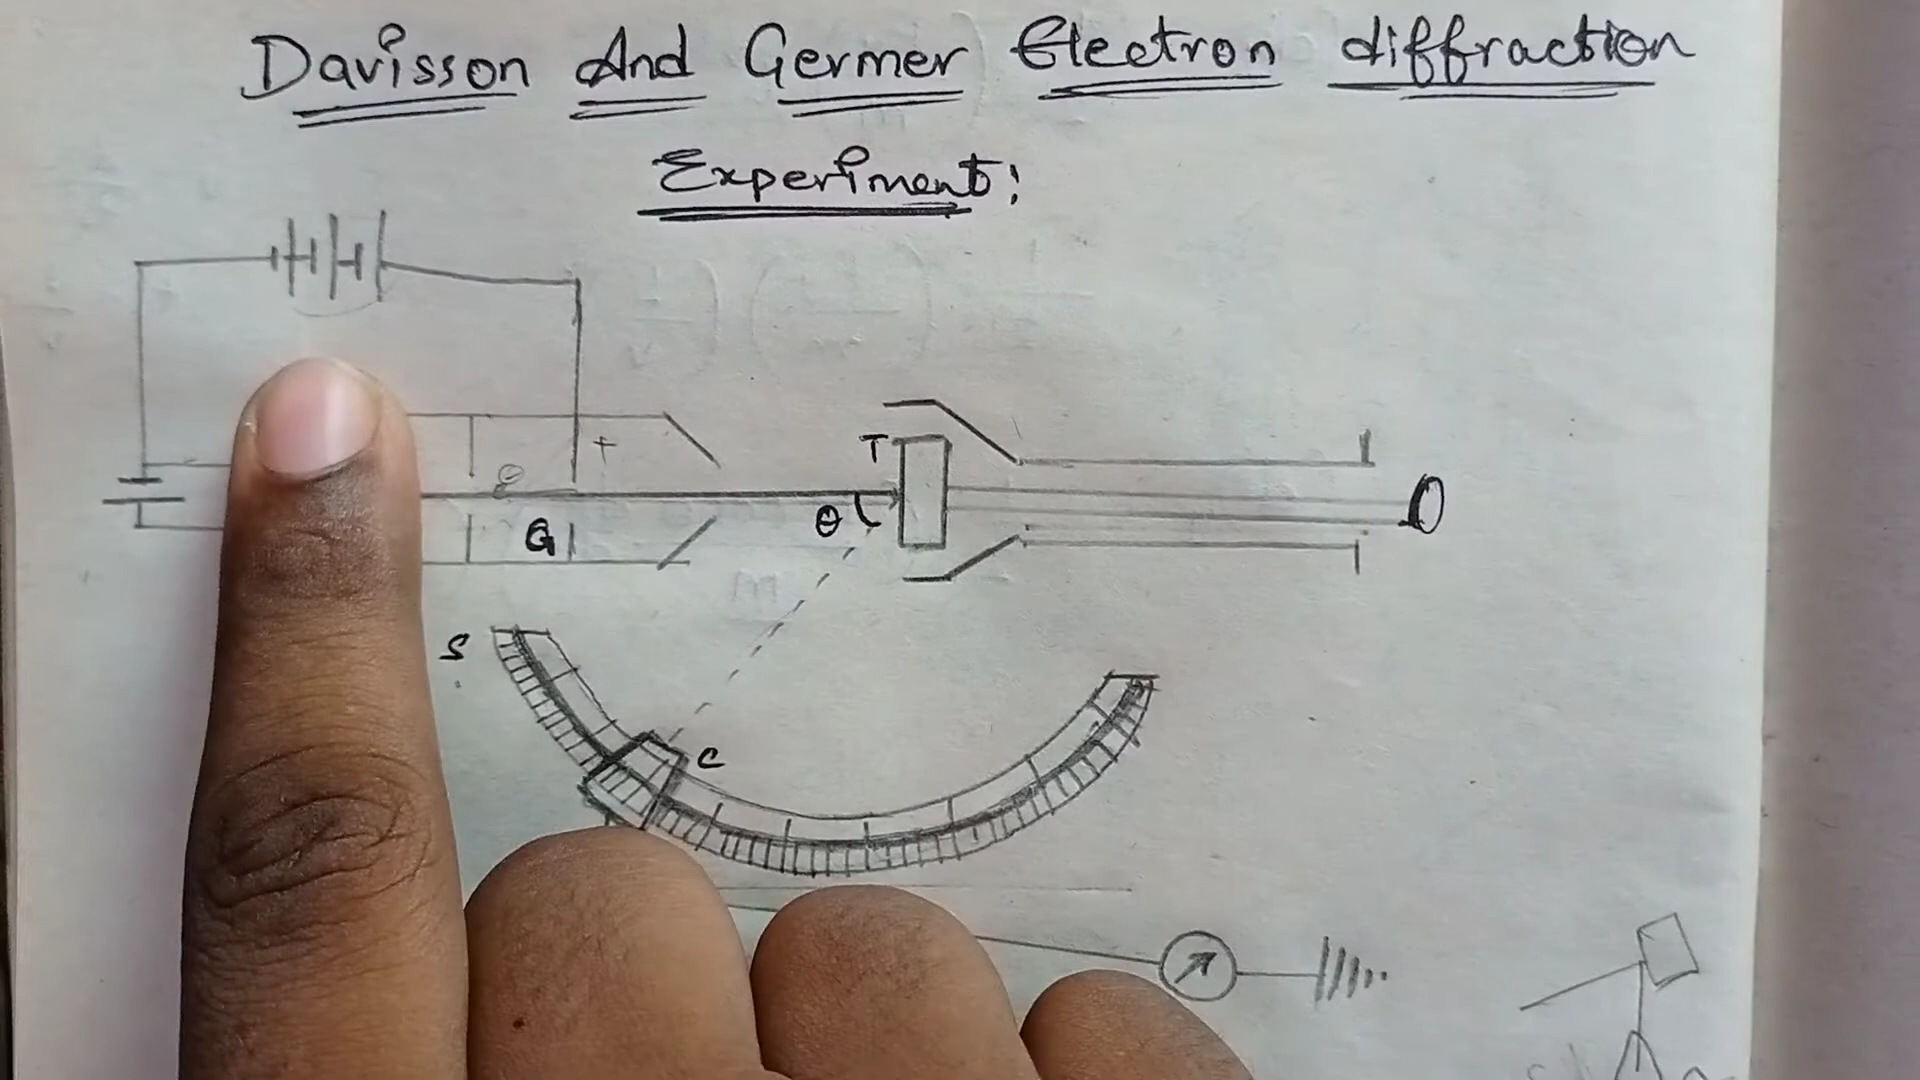 Davisson And Germer Electron diffraction
Experiment:
+
T
e
θ
G
S
C